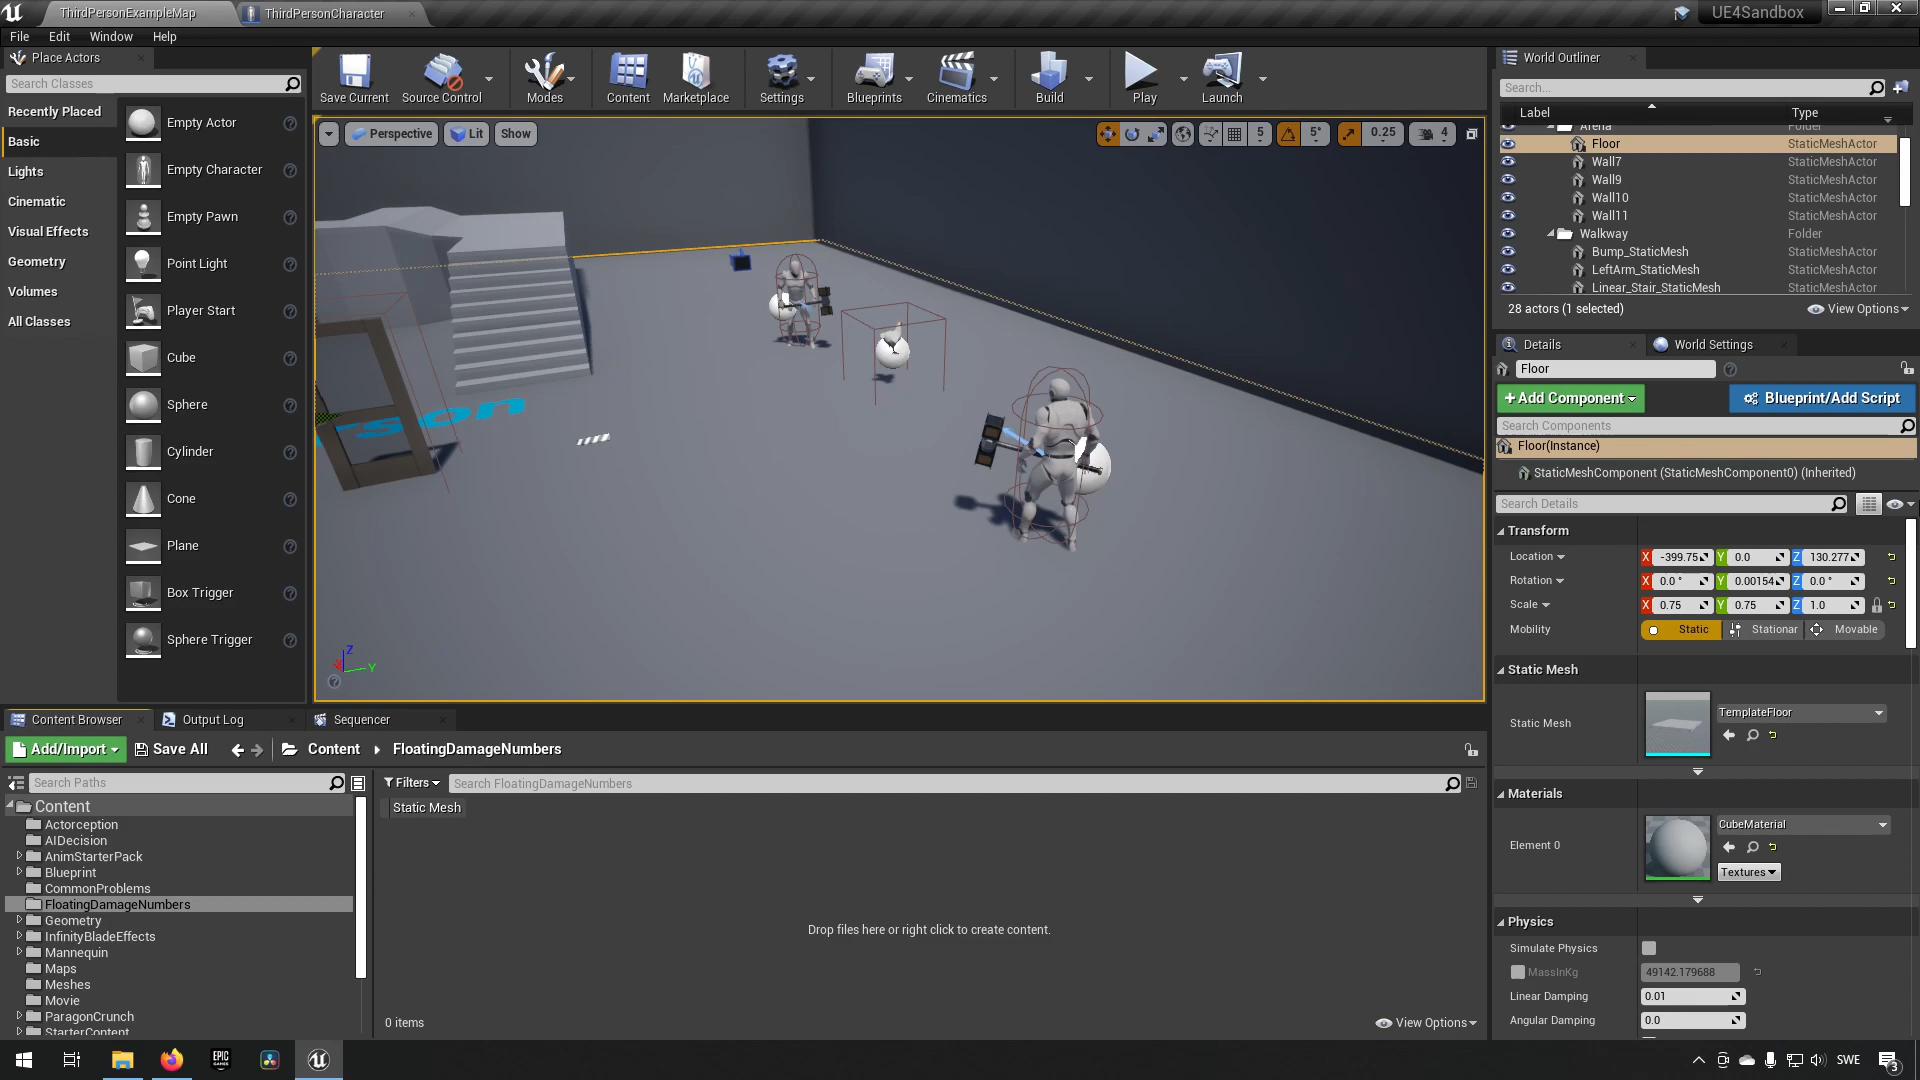 ThirdPersonExampleMap
ThirdPersonCharacter
UE4Sandbox
File Edit Window Help
Place Actors
Search Classes
Recently Placed
Basic
Lights
Cinematic
Visual Effects
Geometry
Volumes
All Classes
Empty Actor
Empty Character
Empty Pawn
Point Light
Player Start
Cube
Sphere
Cylinder
Cone
Plane
Box Trigger
Sphere Trigger
Save Current
Source Control
Modes
Content
Marketplace
Settings
Blueprints
Cinematics
Build
Play
Launch
Perspective
Lit
Show
5
5°
0.25
4
son
Z
Y
World Outliner
Search...
Label Type
Arena Folder
Floor StaticMeshActor
Wall7 StaticMeshActor
Wall9 StaticMeshActor
Wall10 StaticMeshActor
Wall11 StaticMeshActor
Walkway Folder
Bump_StaticMesh StaticMeshActor
LeftArm_StaticMesh StaticMeshActor
Linear_Stair_StaticMesh StaticMeshActor
28 actors (1 selected)
View Options
Details
World Settings
Floor
+Add Component
Blueprint/Add Script
Search Components
Floor(Instance)
StaticMeshComponent (StaticMeshComponent0) (Inherited)
Search Details
Transform
Location X -399.75 Y 0.0 Z 130.277
Rotation X 0.0 ° Y 0.00154 Z 0.0 °
Scale X 0.75 Y 0.75 Z 1.0
Mobility Static Stationar Movable
Static Mesh
Static Mesh
TemplateFloor
Materials
Element 0
CubeMaterial
Textures
Physics
Simulate Physics
MassInKg 49142.179688
Linear Damping 0.01
Angular Damping 0.0
Content Browser
Output Log
Sequencer
Add/Import
Save All
Content
FloatingDamageNumbers
Search Paths
Content
Actorception
AIDecision
AnimStarterPack
Blueprint
CommonProblems
FloatingDamageNumbers
Geometry
InfinityBladeEffects
Mannequin
Maps
Meshes
Movie
ParagonCrunch
StarterContent
Filters
Search FloatingDamageNumbers
Static Mesh
Drop files here or right click to create content.
0 items
View Options
EPIC
GAMES
SWE
3